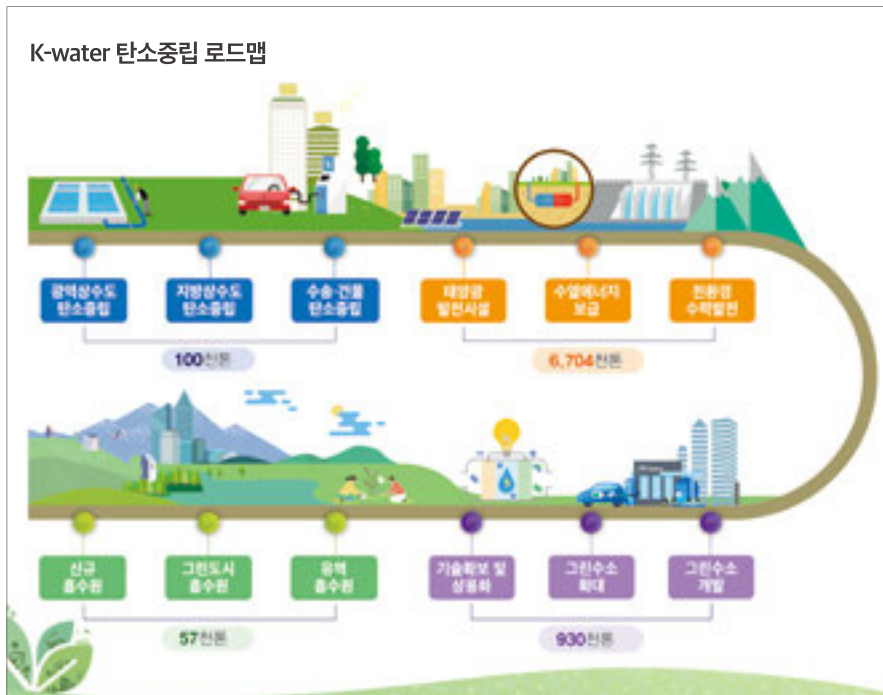 K-water 탄소중립 로드맵
광역상수도
탄소중립
지방상수도
탄소중립
수송·건물
탄소중립
태양광
발전시설
수열에너지
보급
친환경
수력발전
100천톤
6,704천톤
신규
흡수원
그린도시
흡수원
유역
흡수원
기술확보 및
상용화
그린수소
확대
그린수소
개발
57천톤
930천톤